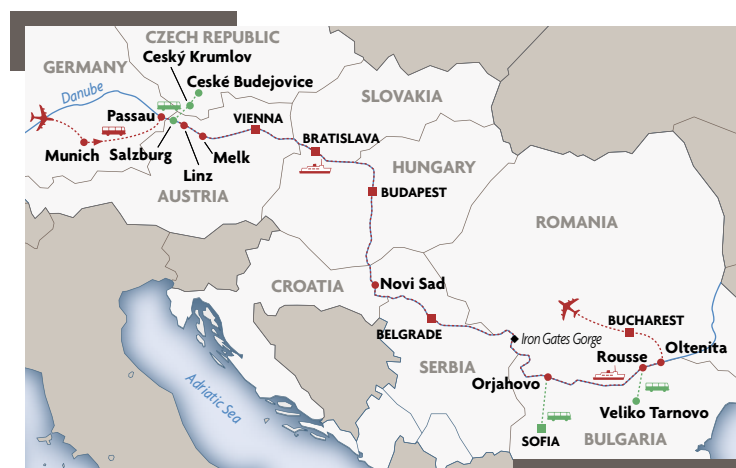 CZECH REPUBLIC
Ceský Krumlov
GERMANY
Ceské Budejovice
Danube
SLOVAKIA
Passau
VIENNA
BRATISLAVA
Munich
Salzburg
Melk
Linz
HUNGARY
AUSTRIA
BUDAPEST
ROMANIA
CROATIA
Novi Sad
BUCHAREST
BELGRADE
Iron Gates Gorge
Oltenita
Rousse
SERBIA
Orjahovo
Adriatic Sea
Veliko Tarnovo
SOFIA
BULGARIA